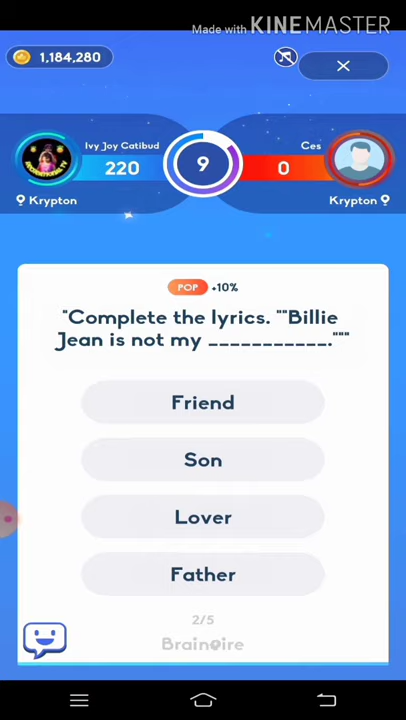 Made with KINEMASTER
1,184,280
Ivy Joy Catibud
220
9
Ces
0
Krypton
Krypton
POP +10%
"Complete the lyrics. ""Billie
Jean is not my ___________."""
Friend
Son
Lover
Father
2/5
Brainoire